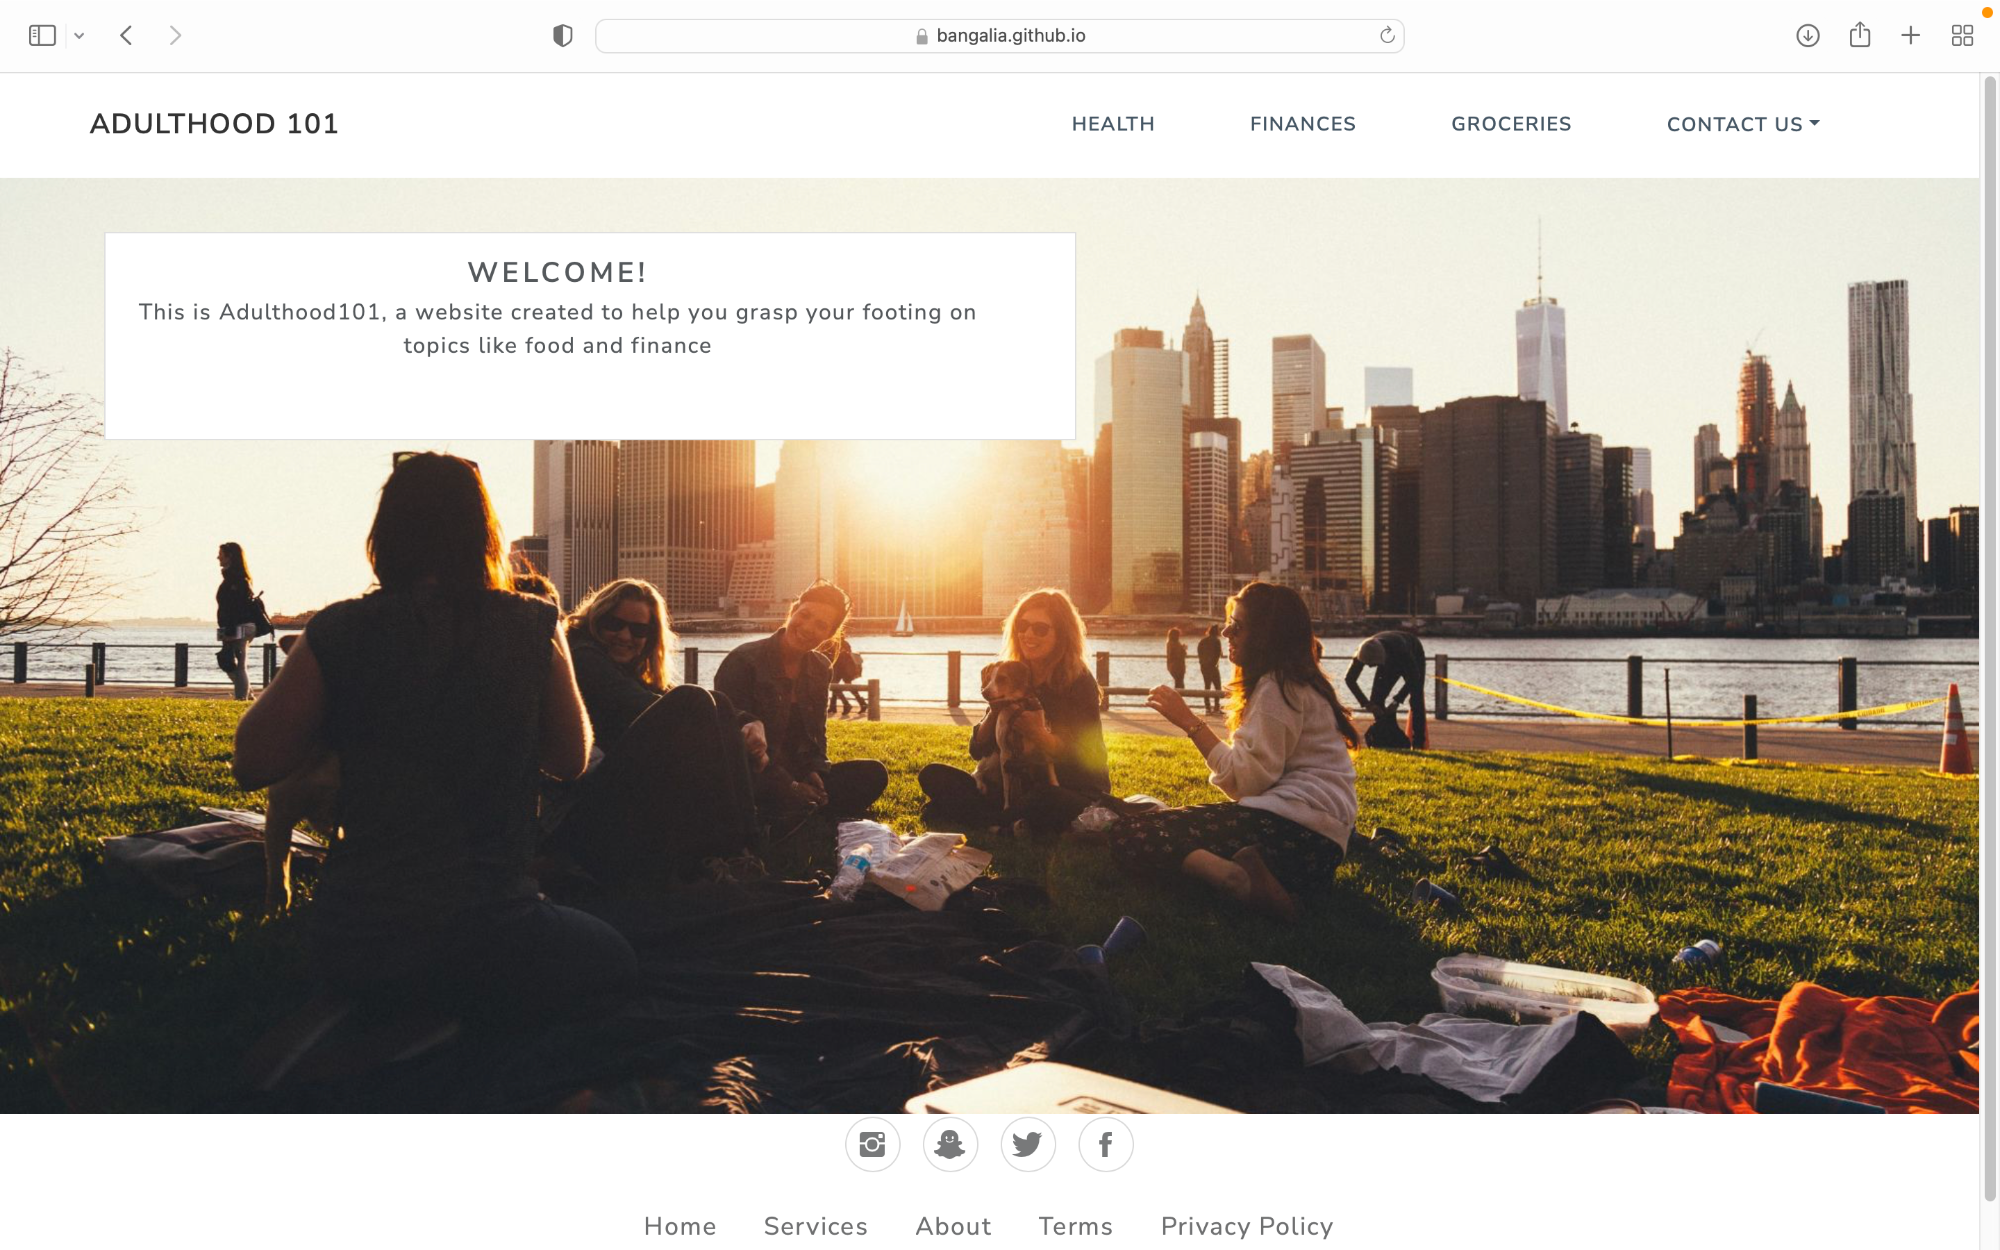 bangalia.github.io
ADULTHOOD 101
HEALTH
FINANCES
GROCERIES
CONTACT US
WELCOME!
This is Adulthood101, a website created to help you grasp your footing on
topics like food and finance
CAUTION
Home
Services
About
Terms
Privacy Policy